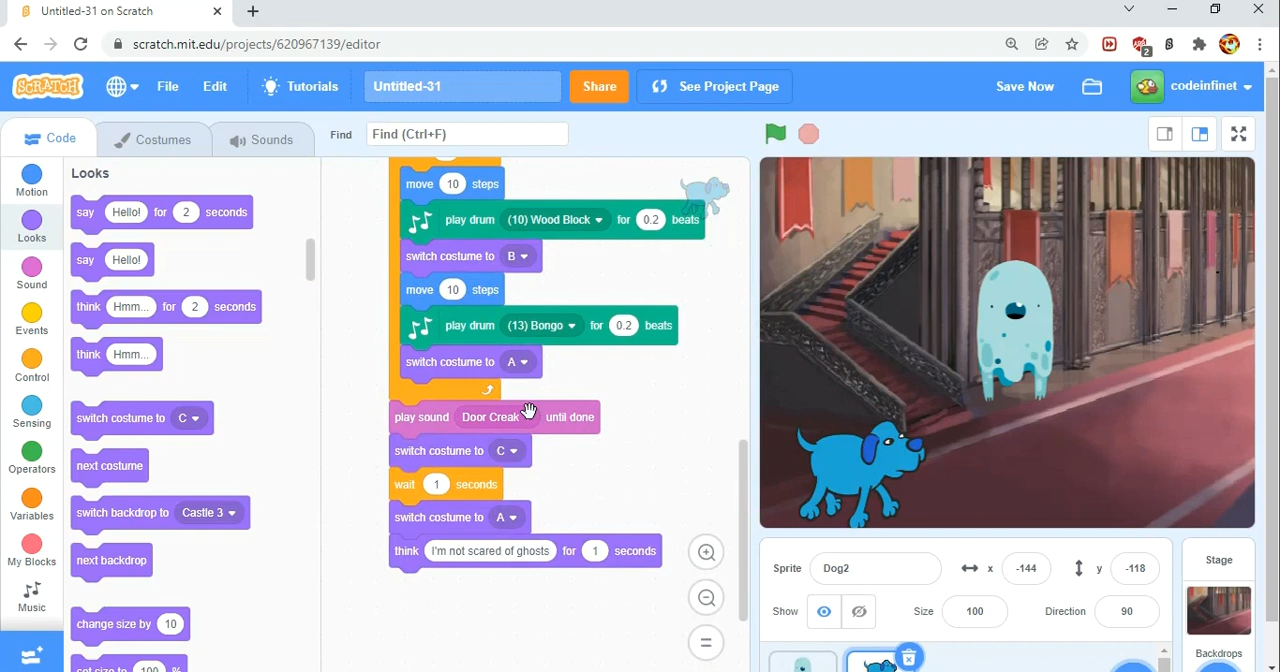 Untitled-31 on Scratch
scratch.mit.edu/projects/620967139/editor
2
SCRATCH File Edit Tutorials Untitled-31 Share See Project Page Save Now codeinfinet
Code Costumes Sounds Find Find (Ctrl+F)
Motion
Looks
Sound
Events
Control
Sensing
Operators
Variables
My Blocks
Music
Looks
say Hello! for 2 seconds
say Hello!
think Hmm... for 2 seconds
think Hmm...
switch costume to C
next costume
switch backdrop to Castle 3
next backdrop
change size by 10
set size to 100 %
move 10 steps
play drum (10) Wood Block for 0.2 beats
switch costume to B
move 10 steps
play drum (13) Bongo for 0.2 beats
switch costume to A
play sound Door Creak until done
switch costume to C
wait 1 seconds
switch costume to A
think I'm not scared of ghosts for 1 seconds
Sprite Dog2 x -144 y -118
Show Size 100 Direction 90
Stage
Backdrops